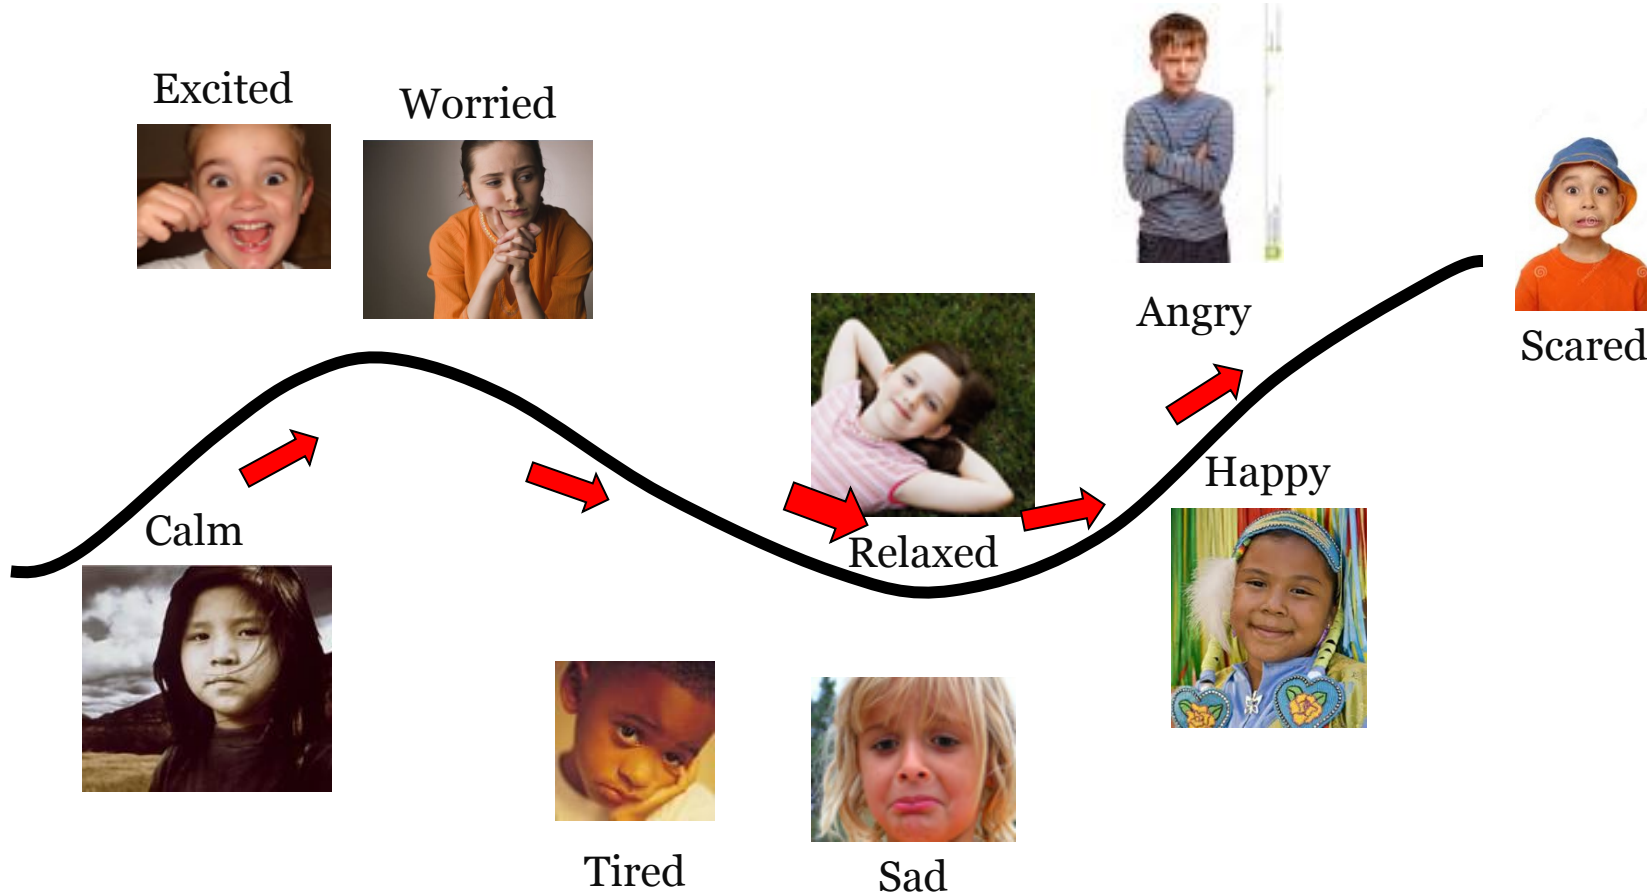 Excited
Worried
Angry
Scared
Happy
Calm
Relaxed
Tired
Sad